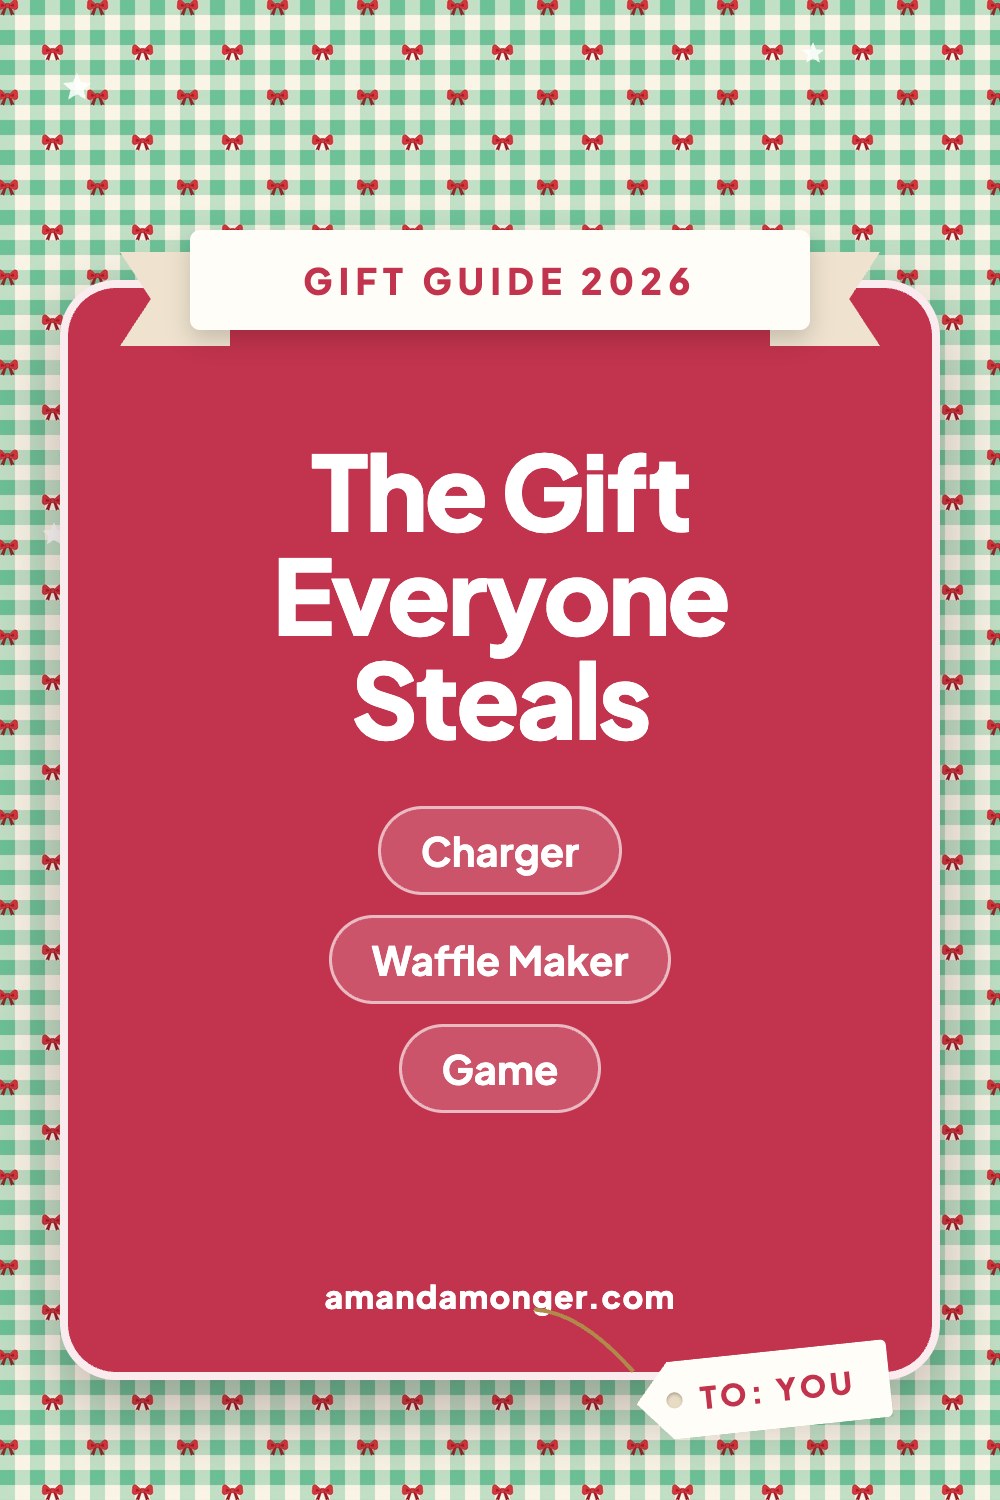 GIFT GUIDE 2026
The Gift
Everyone
Steals
Charger
Waffle Maker
Game
amandamonger.com
TO: YOU